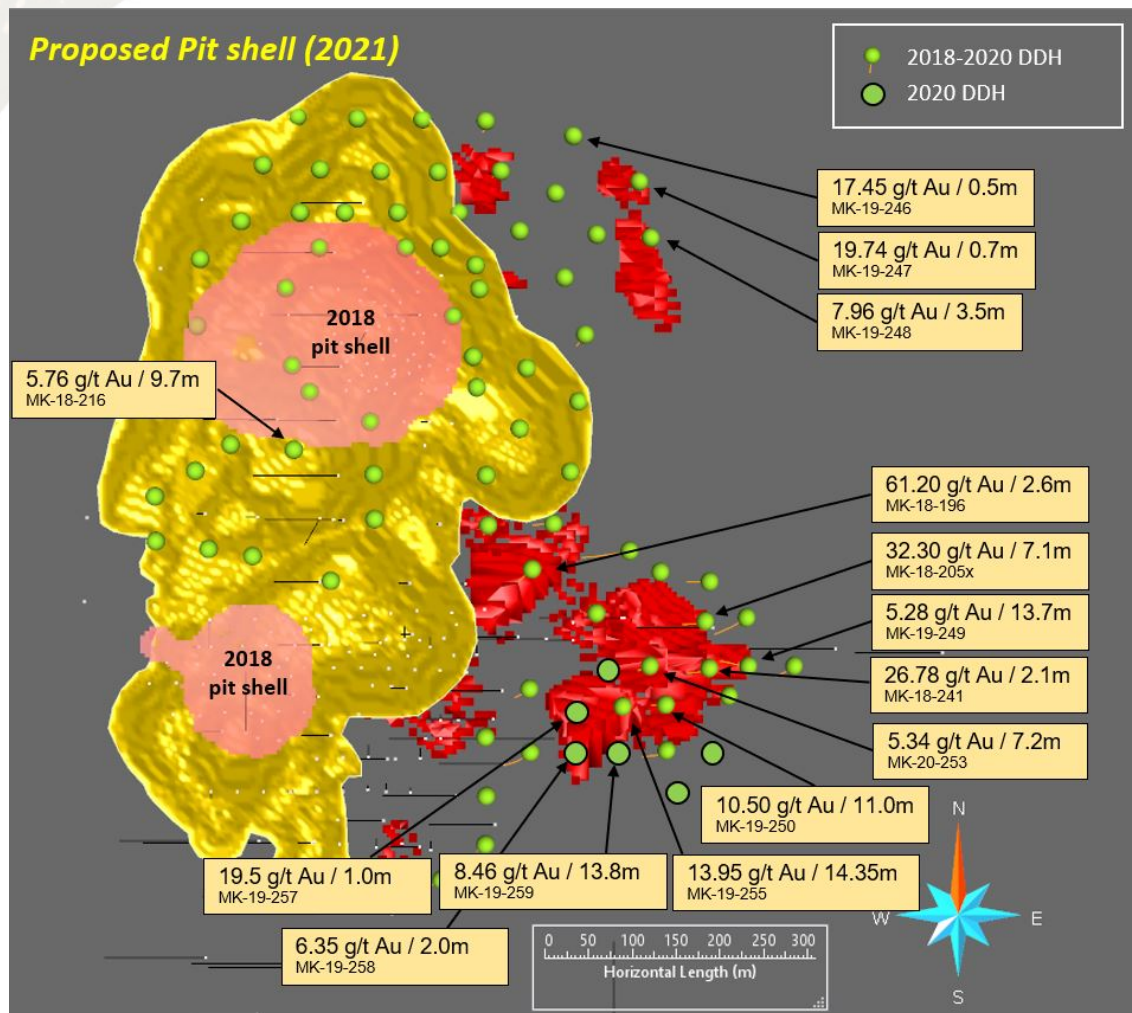 Proposed Pit shell (2021)
2018-2020 DDH
2020 DDH
17.45 g/t Au / 0.5m
MK-19-246
19.74 g/t Au / 0.7m
MK-19-247
7.96 g/t Au / 3.5m
MK-19-248
2018
pit shell
5.76 g/t Au / 9.7m
MK-18-216
61.20 g/t Au / 2.6m
MK-18-196
32.30 g/t Au / 7.1m
MK-18-205x
5.28 g/t Au / 13.7m
MK-19-249
2018
pit shell
26.78 g/t Au / 2.1m
MK-18-241
5.34 g/t Au / 7.2m
MK-20-253
10.50 g/t Au / 11.0m
MK-19-250
19.5 g/t Au / 1.0m
MK-19-257
8.46 g/t Au / 13.8m
MK-19-259
13.95 g/t Au / 14.35m
MK-19-255
6.35 g/t Au / 2.0m
MK-19-258
N
W E
S
0 50 100 150 200 250 300
Horizontal Length (m)